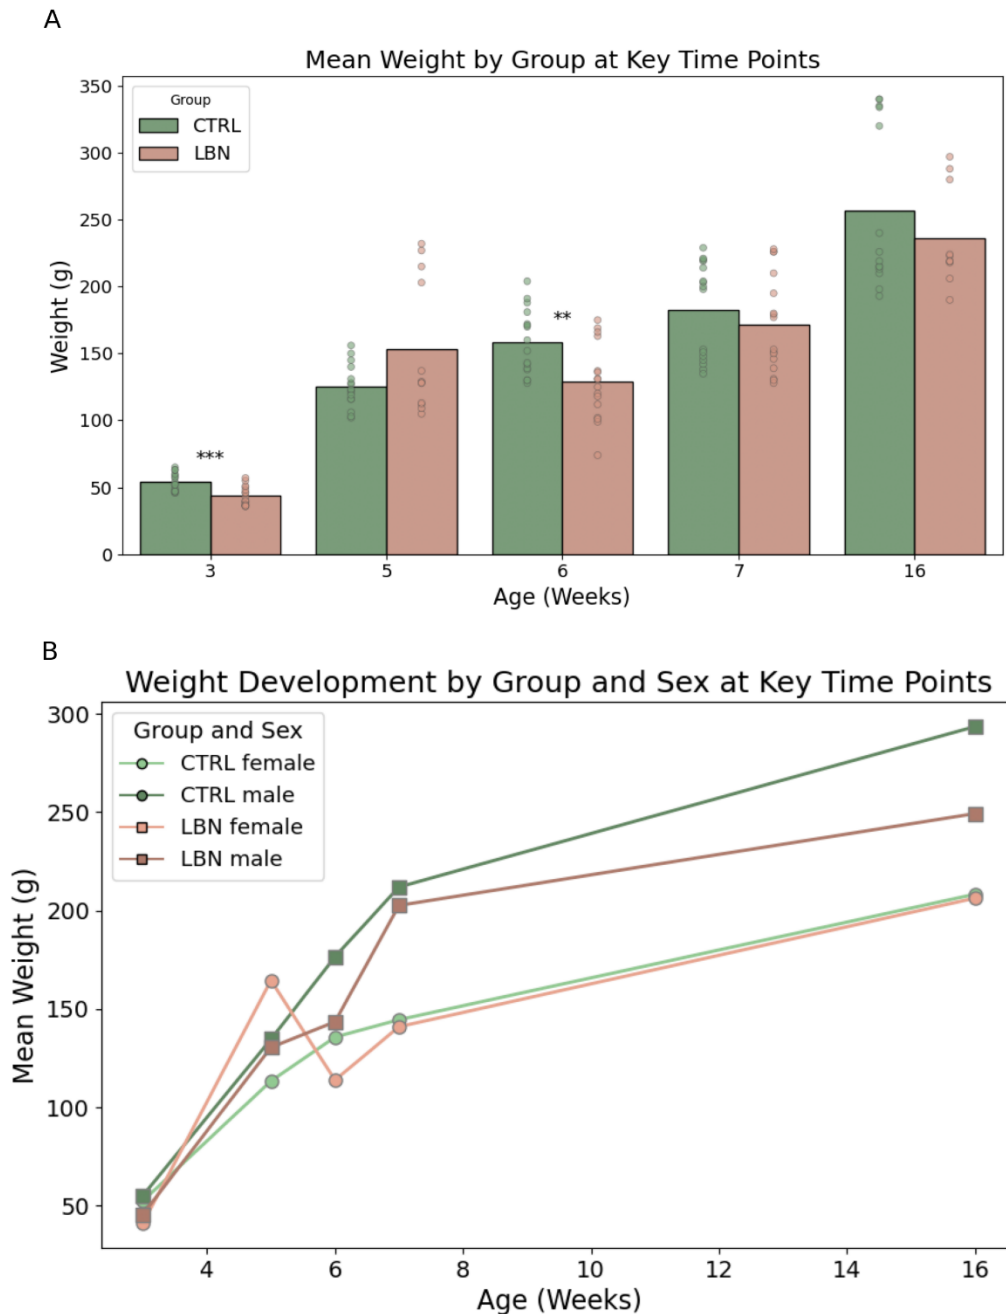 A
Mean Weight by Group at Key Time Points
350
300
250
200
150
100
50
0
Weight (g)
Group
CTRL
LBN
***
**
3 5 6 7 16
Age (Weeks)
B
Weight Development by Group and Sex at Key Time Points
300
250
200
150
100
50
Mean Weight (g)
Group and Sex
CTRL female
CTRL male
LBN female
LBN male
4 6 8 10 12 14 16
Age (Weeks)